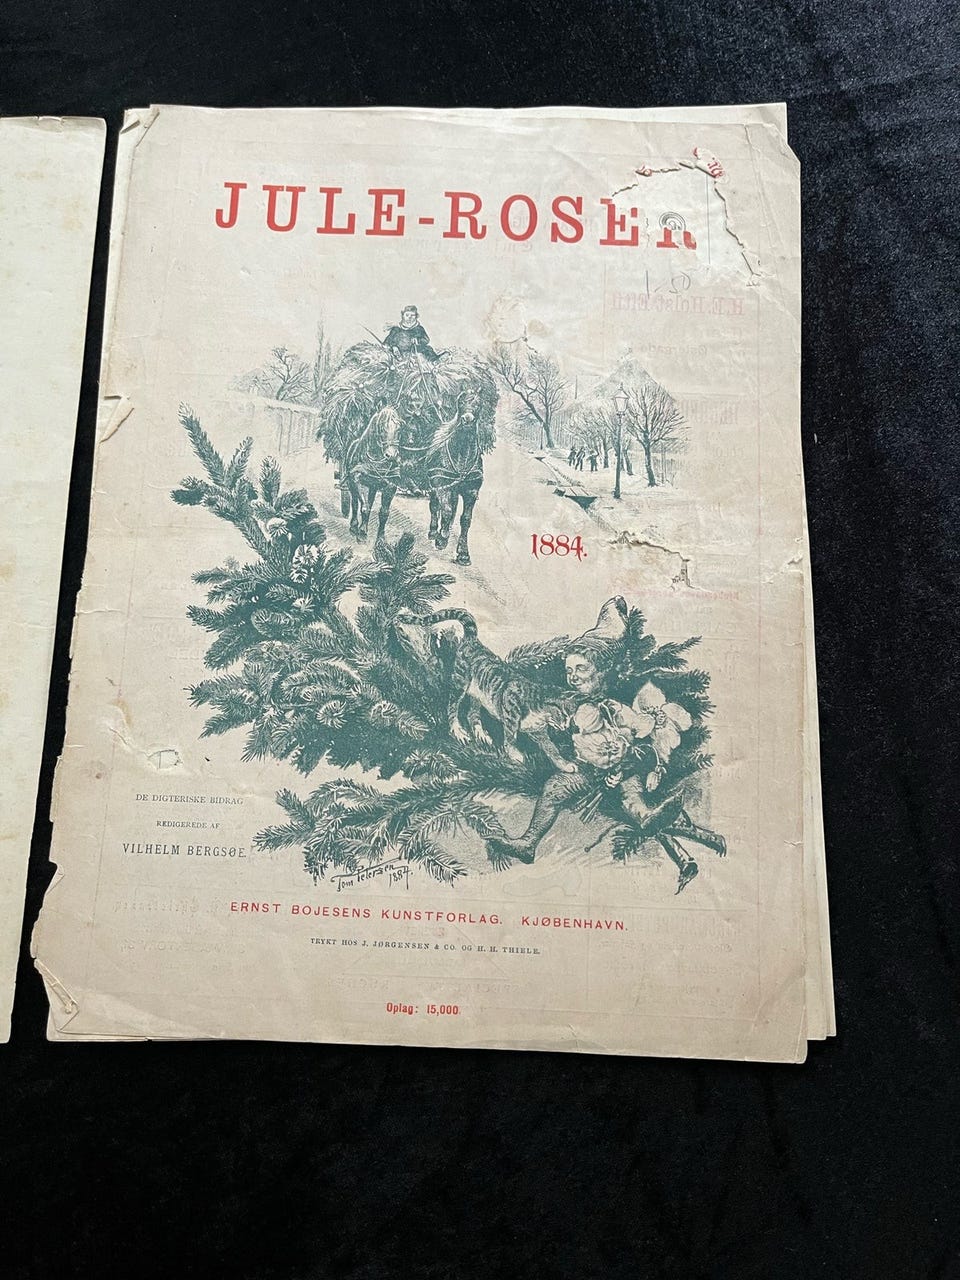 JULE-ROSER
1884.
DE DIGTERISKE BIDRAG
REDIGEREDE AF
VILHELM BERGSØE.
Tom Petersen
1884.
ERNST BOJESENS KUNSTFORLAG. KJØBENHAVN.
TRYKT HOS J. JØRGENSEN & CO. OG H. H. THIELE.
Oplag: 15,000.